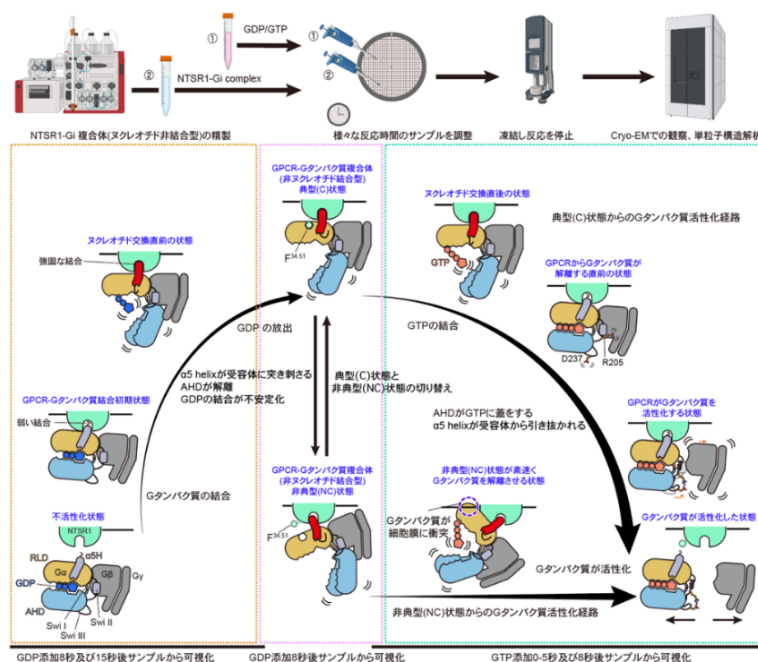 ①
GDP/GTP
②
NTSR1-Gi complex
①
②
NTSR1-Gi 複合体(ヌクレオチド非結合型)の精製
様々な反応時間のサンプルを調整
凍結し反応を停止
Cryo-EMでの観察、単粒子構造解析
GPCR-Gタンパク質複合体
(非ヌクレオチド結合型)
典型(C)状態
F34.51
ヌクレオチド交換直前の状態
強固な結合
GDP の放出
α5 helixが受容体に突き刺さる
AHDが解離
GDPの結合が不安定化
GPCR-Gタンパク質結合初期状態
弱い結合
Gタンパク質の結合
不活性化状態
NTSR1
RLD
α5H
Gα
Gβ
Gγ
GDP
AHD
Swi I
Swi II
Swi III
典型(C)状態と
非典型(NC)状態の切り替え
GPCR-Gタンパク質複合体
(非ヌクレオチド結合型)
非典型(NC)状態
F34.51
ヌクレオチド交換直後の状態
GTP
典型(C)状態からのGタンパク質活性化経路
GPCRからGタンパク質が
解離する直前の状態
D237
R205
GTPの結合
AHDがGTPに蓋をする
α5 helixが受容体から引き抜かれる
GPCRがGタンパク質を
活性化する状態
非典型(NC)状態が素速く
Gタンパク質を解離させる状態
Gタンパク質が
細胞膜に衝突
Gタンパク質が活性化した状態
Gタンパク質が活性化
非典型(NC)状態からのGタンパク質活性化経路
GDP添加8秒及び15秒後サンプルから可視化
GDP添加8秒後サンプルから可視化
GTP添加0-5秒及び8秒後サンプルから可視化